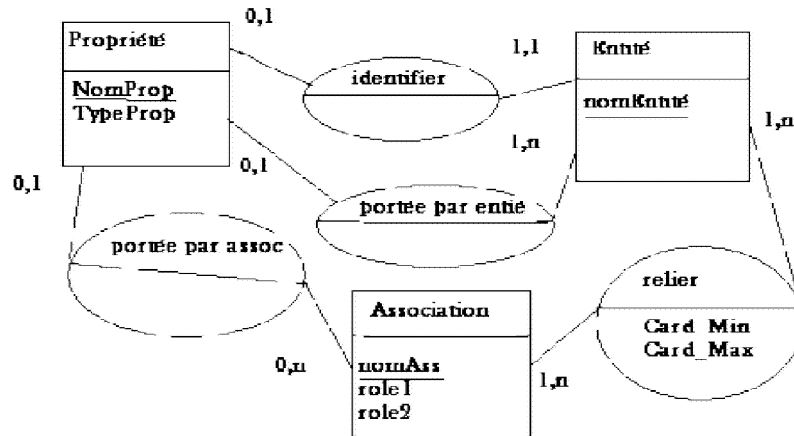 0,1
Propriété
NomProp
TypeProp
identifier
1,1
Entité
nomEntité
0,1
0,1
1,n
1,n
portée par entié
portée par assoc
relier
Card_Min
Card_Max
Association
nomAss
role1
role2
0,n
1,n